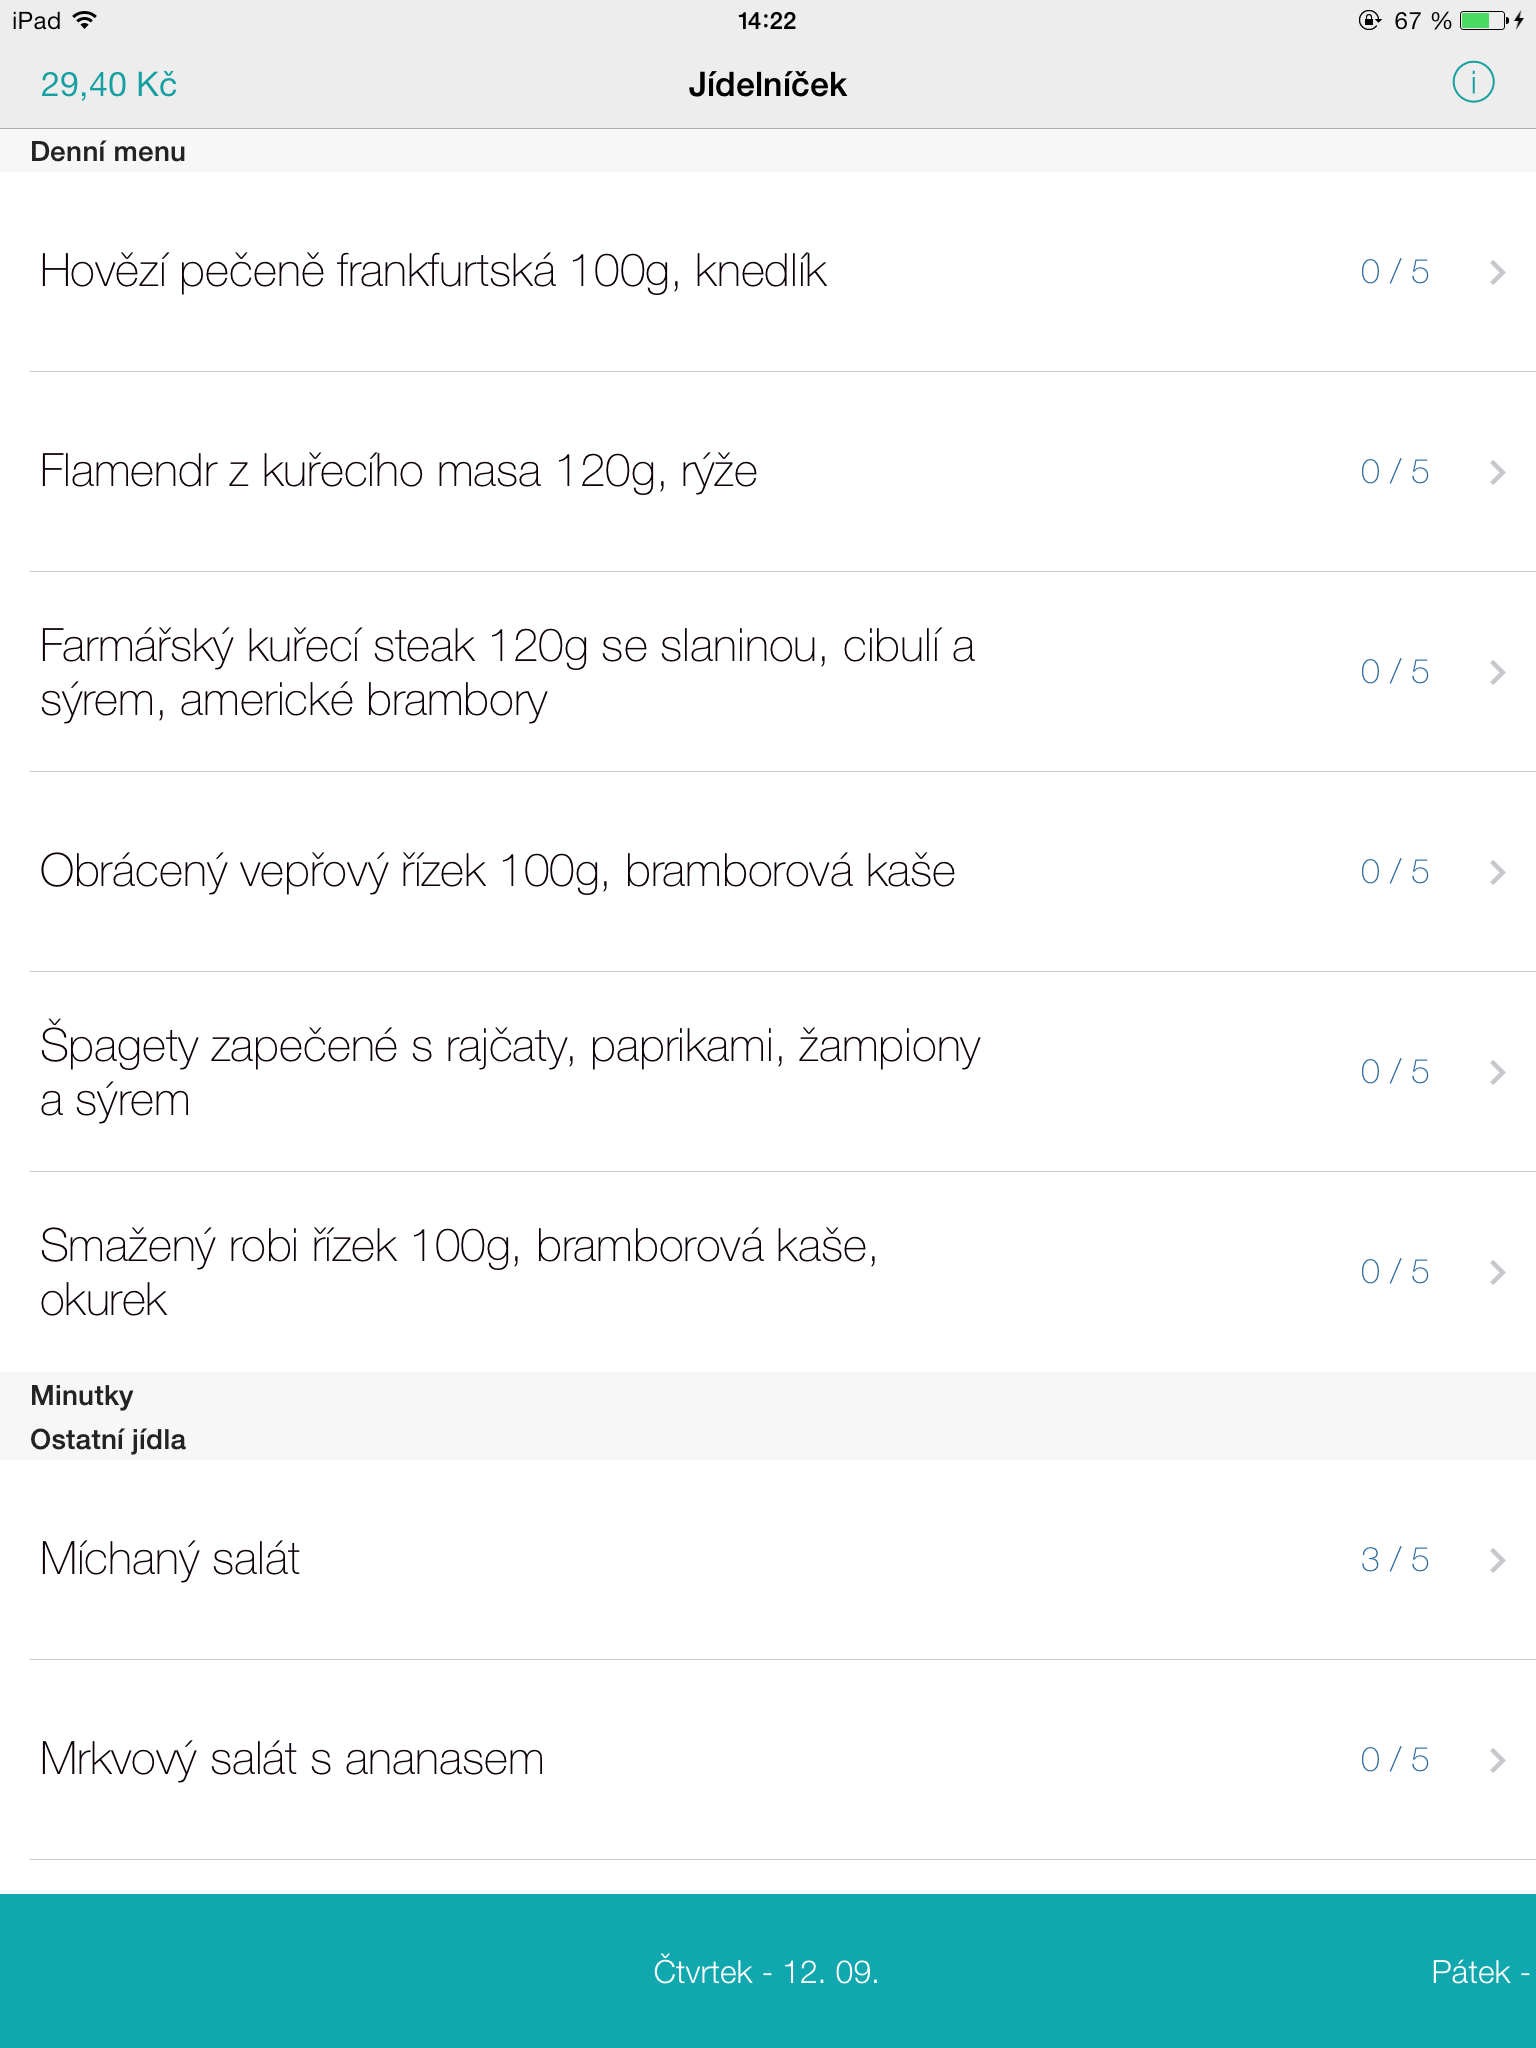 iPad 14:22 67 %
29,40 Kč Jídelníček i
Denní menu
Hovězí pečeně frankfurtská 100g, knedlík 0 / 5
Flamendr z kuřecího masa 120g, rýže 0 / 5
Farmářský kuřecí steak 120g se slaninou, cibulí a
sýrem, americké brambory 0 / 5
Obrácený vepřový řízek 100g, bramborová kaše 0 / 5
Špagety zapečené s rajčaty, paprikami, žampiony
a sýrem 0 / 5
Smažený robi řízek 100g, bramborová kaše,
okurek 0 / 5
Minutky
Ostatní jídla
Míchaný salát 3 / 5
Mrkvový salát s ananasem 0 / 5
Čtvrtek - 12. 09. Pátek -